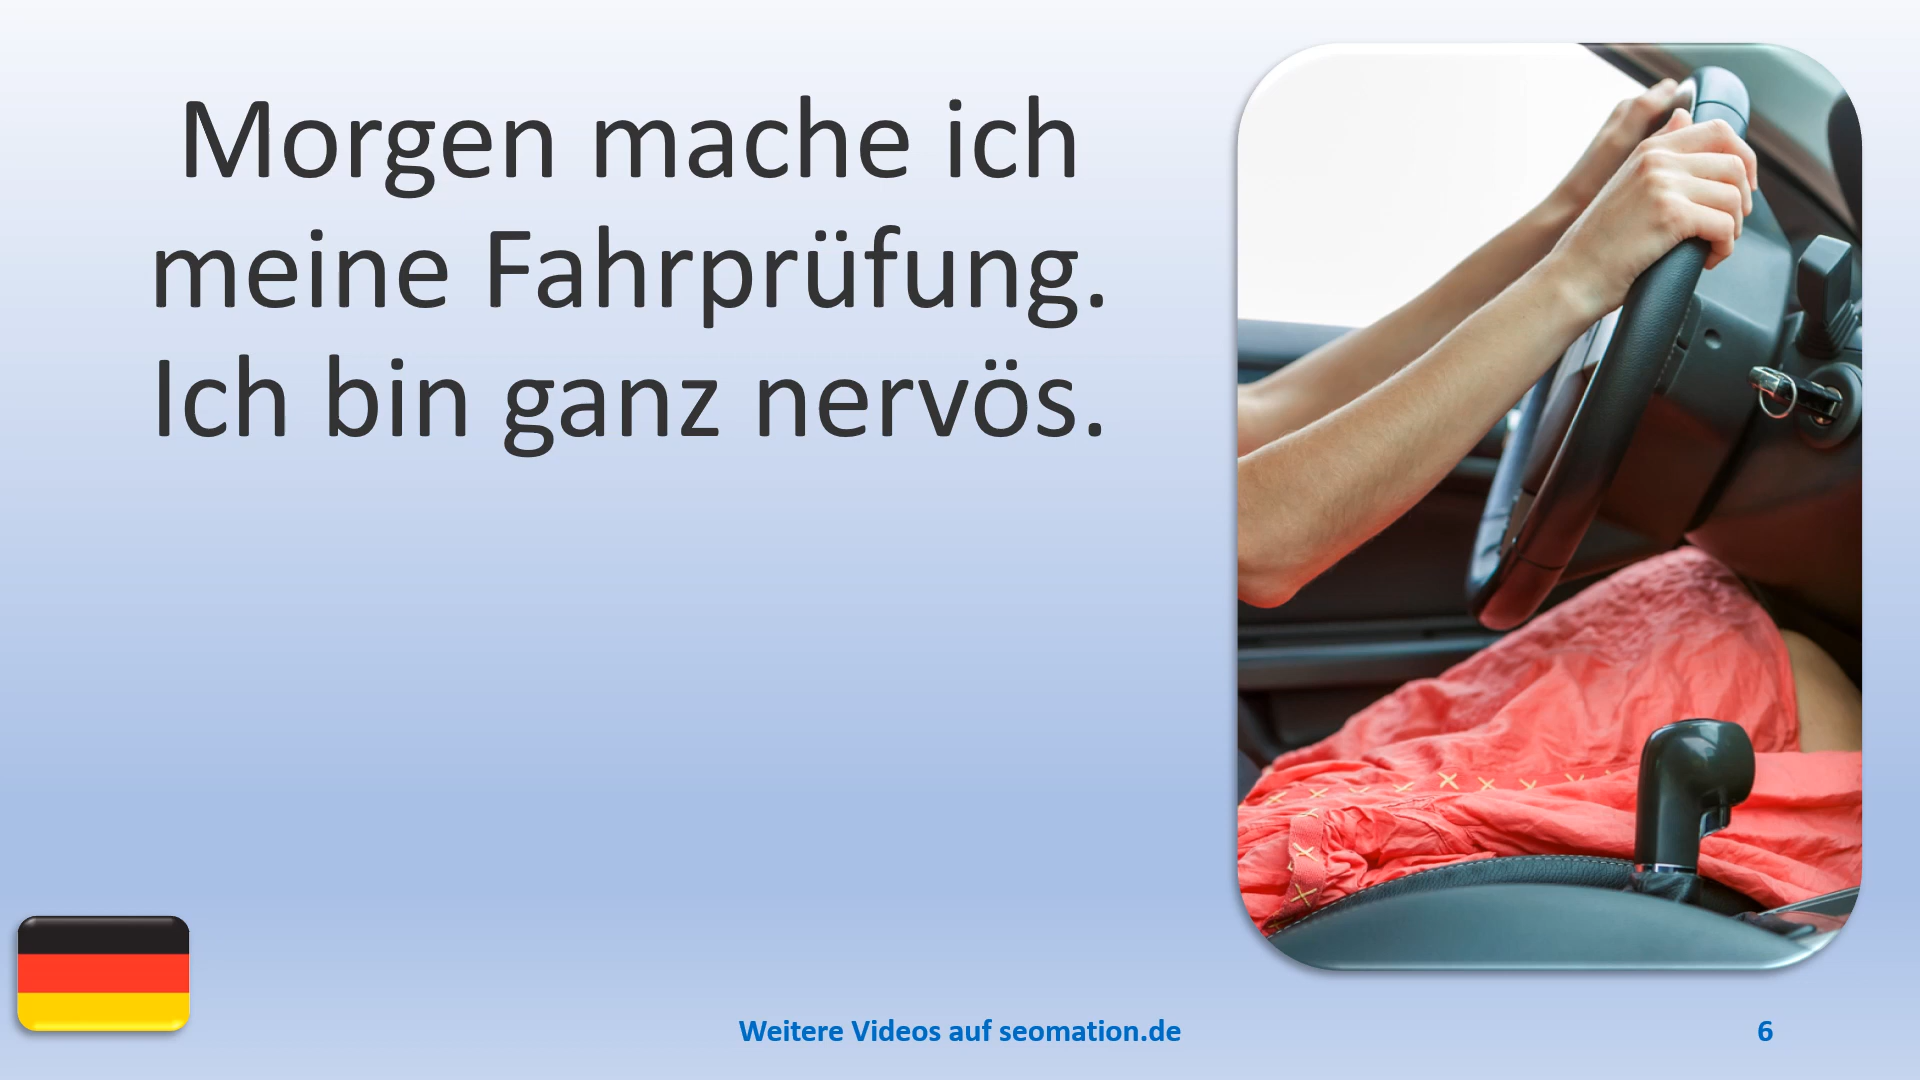 Morgen mache ich
meine Fahrprüfung.
Ich bin ganz nervös.
Weitere Videos auf seomation.de
6